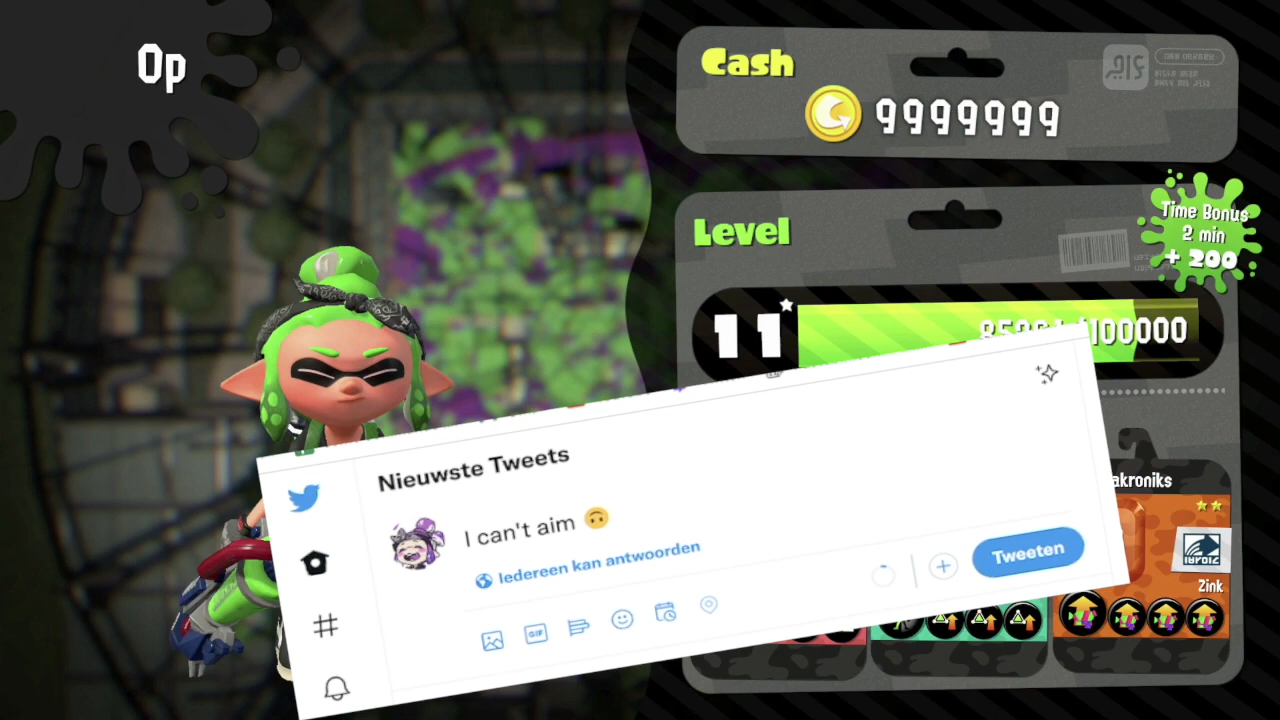 Op
Cash
9999999
Level
Time Bonus
2 min
+ 200
11
100000
Nieuwste Tweets
I can't aim 🙃
Iedereen kan antwoorden
GIF
Tweeten
Zink